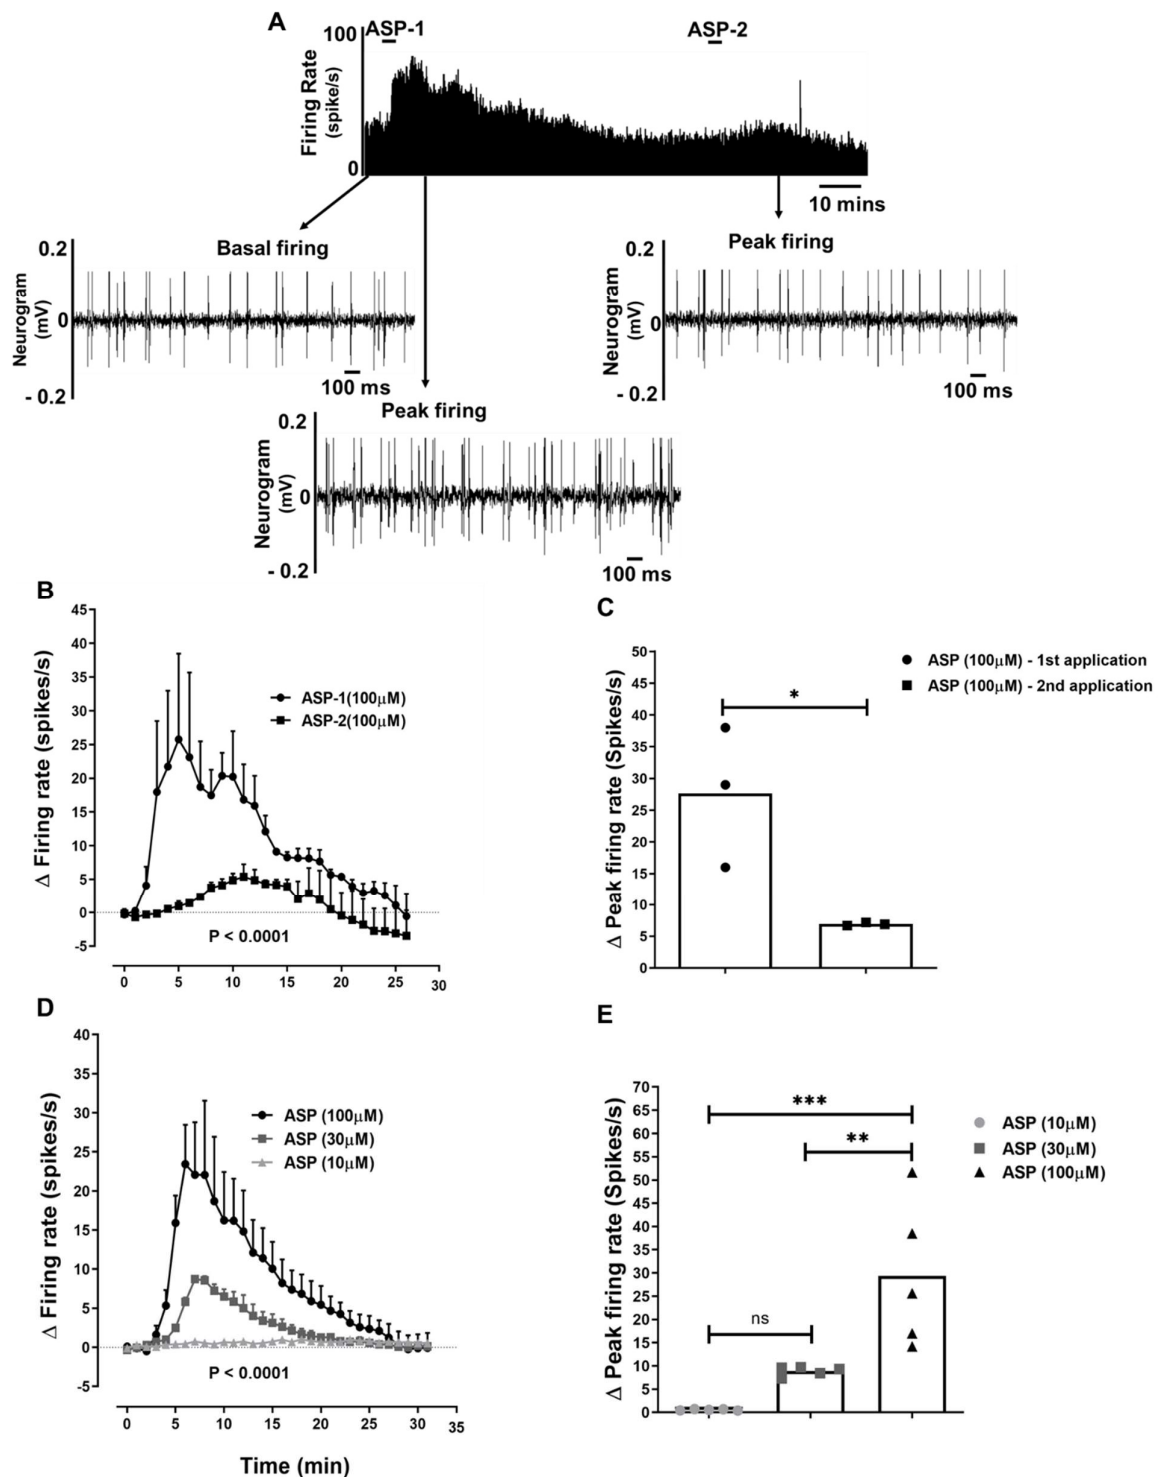 A
ASP-1
ASP-2
100
Firing Rate
(spike/s)
0
10 mins
Basal firing
0.2
Neurogram
(mV)
0
- 0.2
100 ms
Peak firing
0.2
Neurogram
(mV)
0
- 0.2
100 ms
Peak firing
0.2
Neurogram
(mV)
0
- 0.2
100 ms
B
Δ Firing rate (spikes/s)
45
40
35
30
25
20
15
10
5
0
-5
ASP-1(100μM)
ASP-2(100μM)
P < 0.0001
0 5 10 15 20 25 30
C
Δ Peak firing rate (Spikes/s)
50
45
40
35
30
25
20
15
10
5
0
*
ASP (100μM) - 1st application
ASP (100μM) - 2nd application
D
Δ Firing rate (spikes/s)
40
35
30
25
20
15
10
5
0
-5
ASP (100μM)
ASP (30μM)
ASP (10μM)
P < 0.0001
0 5 10 15 20 25 30 35
Time (min)
E
Δ Peak firing rate (Spikes/s)
70
65
60
55
50
45
40
35
30
25
20
15
10
5
0
***
**
ns
ASP (10μM)
ASP (30μM)
ASP (100μM)